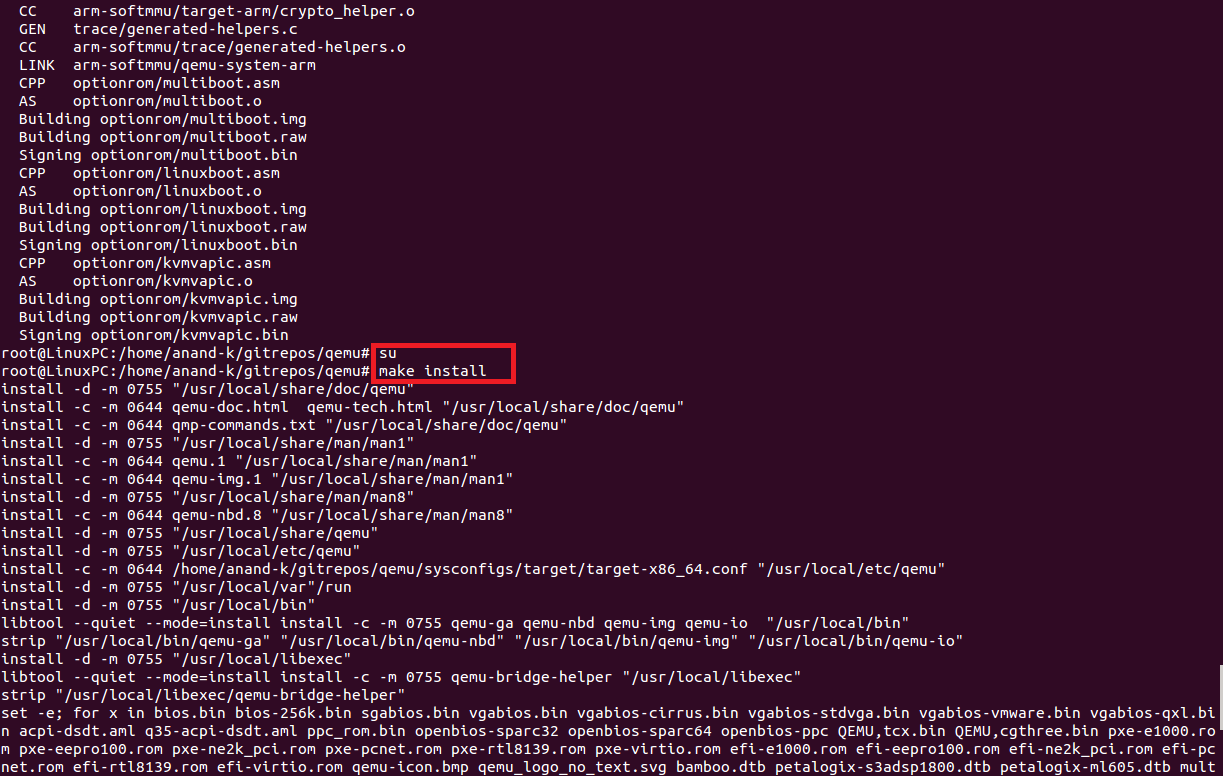 CC    arm-softmmu/target-arm/crypto_helper.o
GEN   trace/generated-helpers.c
CC    arm-softmmu/trace/generated-helpers.o
LINK  arm-softmmu/qemu-system-arm
CPP   optionrom/multiboot.asm
AS    optionrom/multiboot.o
Building optionrom/multiboot.img
Building optionrom/multiboot.raw
Signing optionrom/multiboot.bin
CPP   optionrom/linuxboot.asm
AS    optionrom/linuxboot.o
Building optionrom/linuxboot.img
Building optionrom/linuxboot.raw
Signing optionrom/linuxboot.bin
CPP   optionrom/kvmvapic.asm
AS    optionrom/kvmvapic.o
Building optionrom/kvmvapic.img
Building optionrom/kvmvapic.raw
Signing optionrom/kvmvapic.bin
root@LinuxPC:/home/anand-k/gitrepos/qemu# su
root@LinuxPC:/home/anand-k/gitrepos/qemu# make install
install -d -m 0755 "/usr/local/share/doc/qemu"
install -c -m 0644 qemu-doc.html  qemu-tech.html "/usr/local/share/doc/qemu"
install -c -m 0644 qmp-commands.txt "/usr/local/share/doc/qemu"
install -d -m 0755 "/usr/local/share/man/man1"
install -c -m 0644 qemu.1 "/usr/local/share/man/man1"
install -c -m 0644 qemu-img.1 "/usr/local/share/man/man1"
install -d -m 0755 "/usr/local/share/man/man8"
install -c -m 0644 qemu-nbd.8 "/usr/local/share/man/man8"
install -d -m 0755 "/usr/local/share/qemu"
install -d -m 0755 "/usr/local/etc/qemu"
install -c -m 0644 /home/anand-k/gitrepos/qemu/sysconfigs/target/target-x86_64.conf "/usr/local/etc/qemu"
install -d -m 0755 "/usr/local/var"/run
install -d -m 0755 "/usr/local/bin"
libtool --quiet --mode=install install -c -m 0755 qemu-ga qemu-nbd qemu-img qemu-io  "/usr/local/bin"
strip "/usr/local/bin/qemu-ga" "/usr/local/bin/qemu-nbd" "/usr/local/bin/qemu-img" "/usr/local/bin/qemu-io"
install -d -m 0755 "/usr/local/libexec"
libtool --quiet --mode=install install -c -m 0755 qemu-bridge-helper "/usr/local/libexec"
strip "/usr/local/libexec/qemu-bridge-helper"
set -e; for x in bios.bin bios-256k.bin sgabios.bin vgabios.bin vgabios-cirrus.bin vgabios-stdvga.bin vgabios-vmware.bin vgabios-qxl.bi
n acpi-dsdt.aml q35-acpi-dsdt.aml ppc_rom.bin openbios-sparc32 openbios-sparc64 openbios-ppc QEMU,tcx.bin QEMU,cgthree.bin pxe-e1000.ro
m pxe-eepro100.rom pxe-ne2k_pci.rom pxe-pcnet.rom pxe-rtl8139.rom pxe-virtio.rom efi-e1000.rom efi-eepro100.rom efi-ne2k_pci.rom efi-pc
net.rom efi-rtl8139.rom efi-virtio.rom qemu-icon.bmp qemu_logo_no_text.svg bamboo.dtb petalogix-s3adsp1800.dtb petalogix-ml605.dtb mult